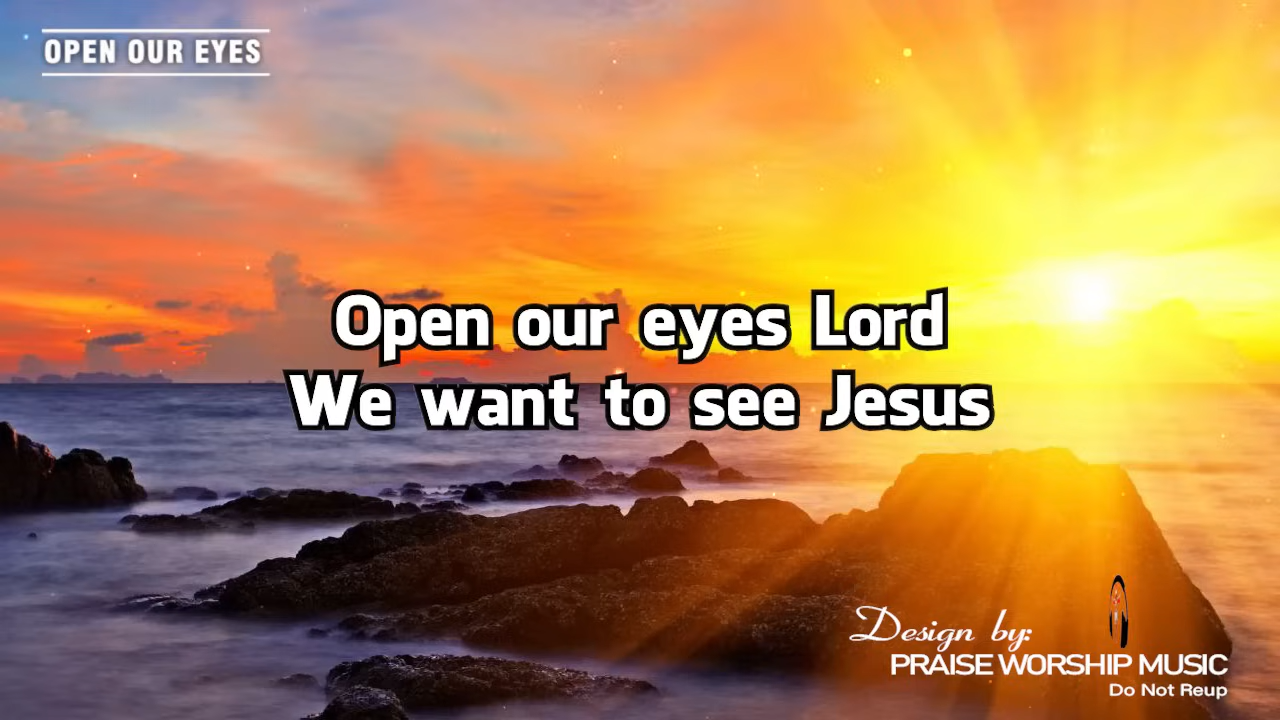 OPEN OUR EYES
Open our eyes Lord
We want to see Jesus
Design by:
PRAISE WORSHIP MUSIC
Do Not Reup